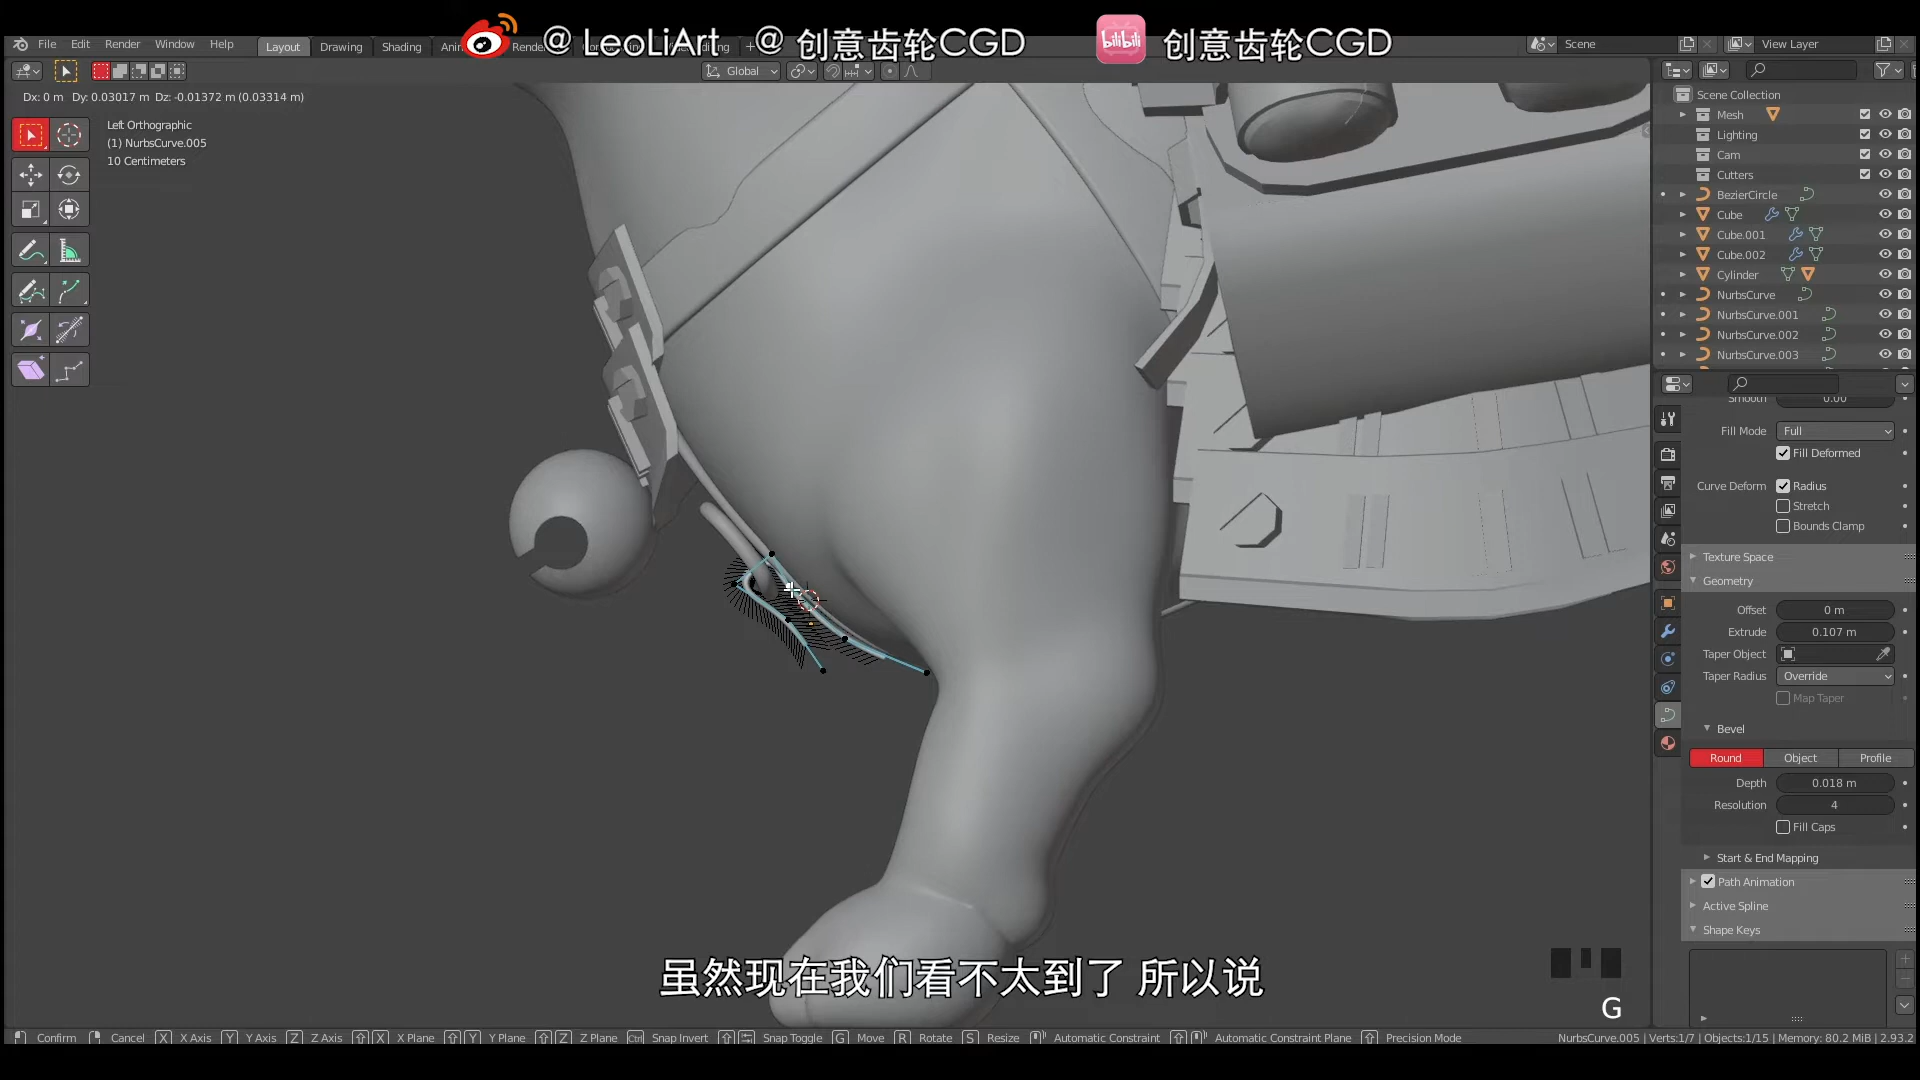 @ LeoLiArt @ 创意齿轮CGD
bilibili 创意齿轮CGD
File Edit Render Window Help
Layout Drawing Shading
Scene
View Layer
Global
Dx: 0 m Dy: 0.03017 m Dz: -0.01372 m (0.03314 m)
Left Orthographic
(1) NurbsCurve.005
10 Centimeters
Scene Collection
Mesh
Lighting
Cam
Cutters
BezierCircle
Cube
Cube.001
Cube.002
Cylinder
NurbsCurve
NurbsCurve.001
NurbsCurve.002
NurbsCurve.003
Smooth 0.00
Fill Mode Full
Fill Deformed
Curve Deform Radius
Stretch
Bounds Clamp
Texture Space
Geometry
Offset 0 m
Extrude 0.107 m
Taper Object
Taper Radius Override
Map Taper
Bevel
Round Object Profile
Depth 0.018 m
Resolution 4
Fill Caps
Start & End Mapping
Path Animation
Active Spline
Shape Keys
虽然现在我们看不太到了 所以说
G
Confirm Cancel X X Axis Y Y Axis Z Z Axis X X Plane Y Y Plane Z Z Plane Ctrl Snap Invert Snap Toggle G Move R Rotate S Resize Automatic Constraint Automatic Constraint Plane Precision Mode
NurbsCurve.005 | Verts:1/7 | Objects:1/15 | Memory: 80.2 MiB | 2.93.2